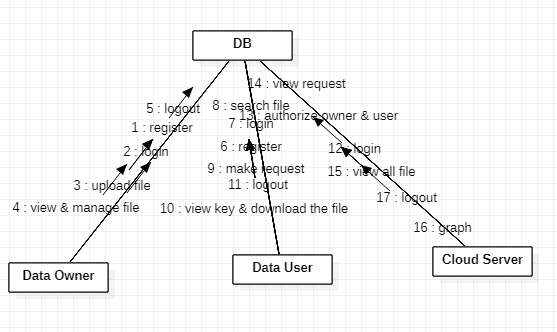 DB
14 : view request
5 : logout
8 : search file
13 : authorize owner & user
1 : register
7 : login
2 : login
6 : register
12 : login
9 : make request
15 : view all file
3 : upload file
11 : logout
17 : logout
4 : view & manage file
10 : view key & download the file
16 : graph
Data Owner
Data User
Cloud Server